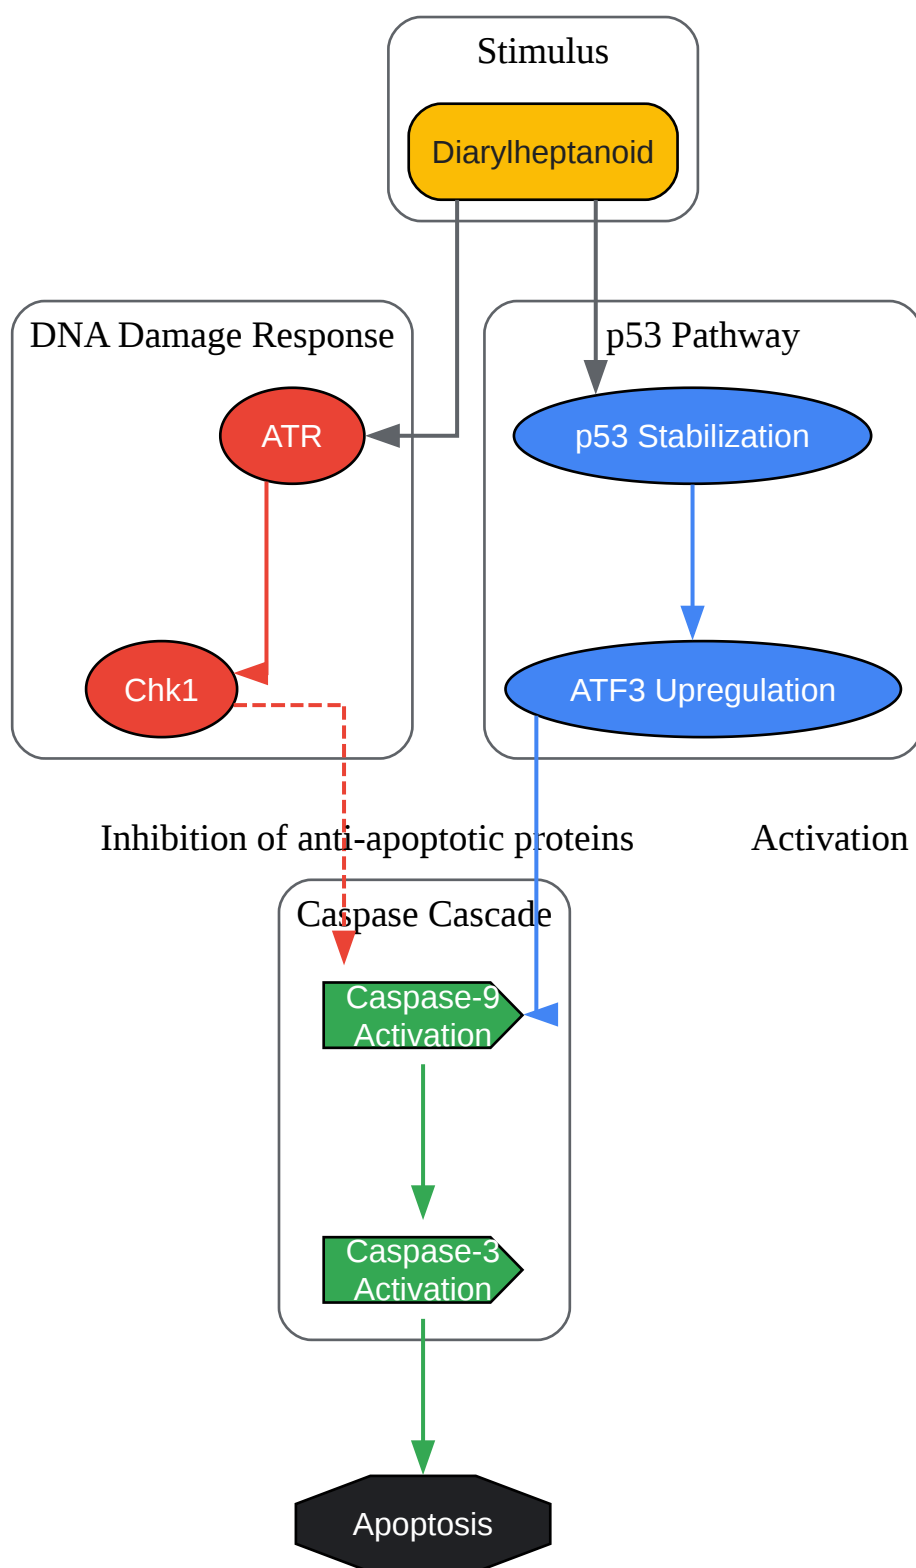 Stimulus
Diarylheptanoid
DNA Damage Response
p53 Pathway
ATR
p53 Stabilization
Chk1
ATF3 Upregulation
Inhibition of anti-apoptotic proteins
Activation
Caspase Cascade
Caspase-9
Activation
Caspase-3
Activation
Apoptosis